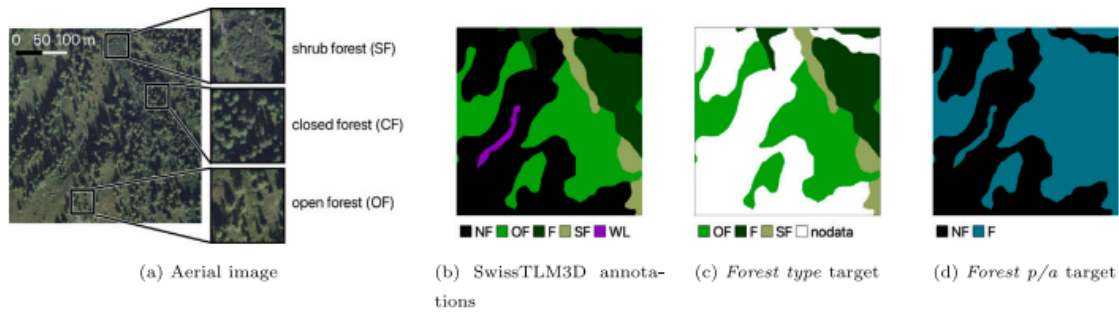 0 50 100 m
shrub forest (SF)
closed forest (CF)
open forest (OF)
NF OF F SF WL
OF F SF nodata
NF F
(a) Aerial image
(b) SwissTLM3D annota-
tions
(c) Forest type target
(d) Forest p/a target